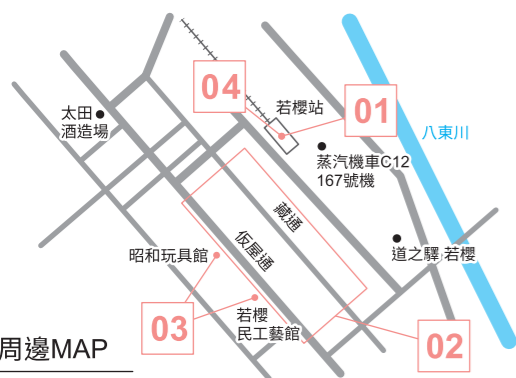 04
01
若櫻站
太田
酒造場
八東川
蒸汽機車C12
167號機
藏通
仮屋通
昭和玩具館
道之驛 若櫻
03
若櫻
民工藝館
02
周邊MAP